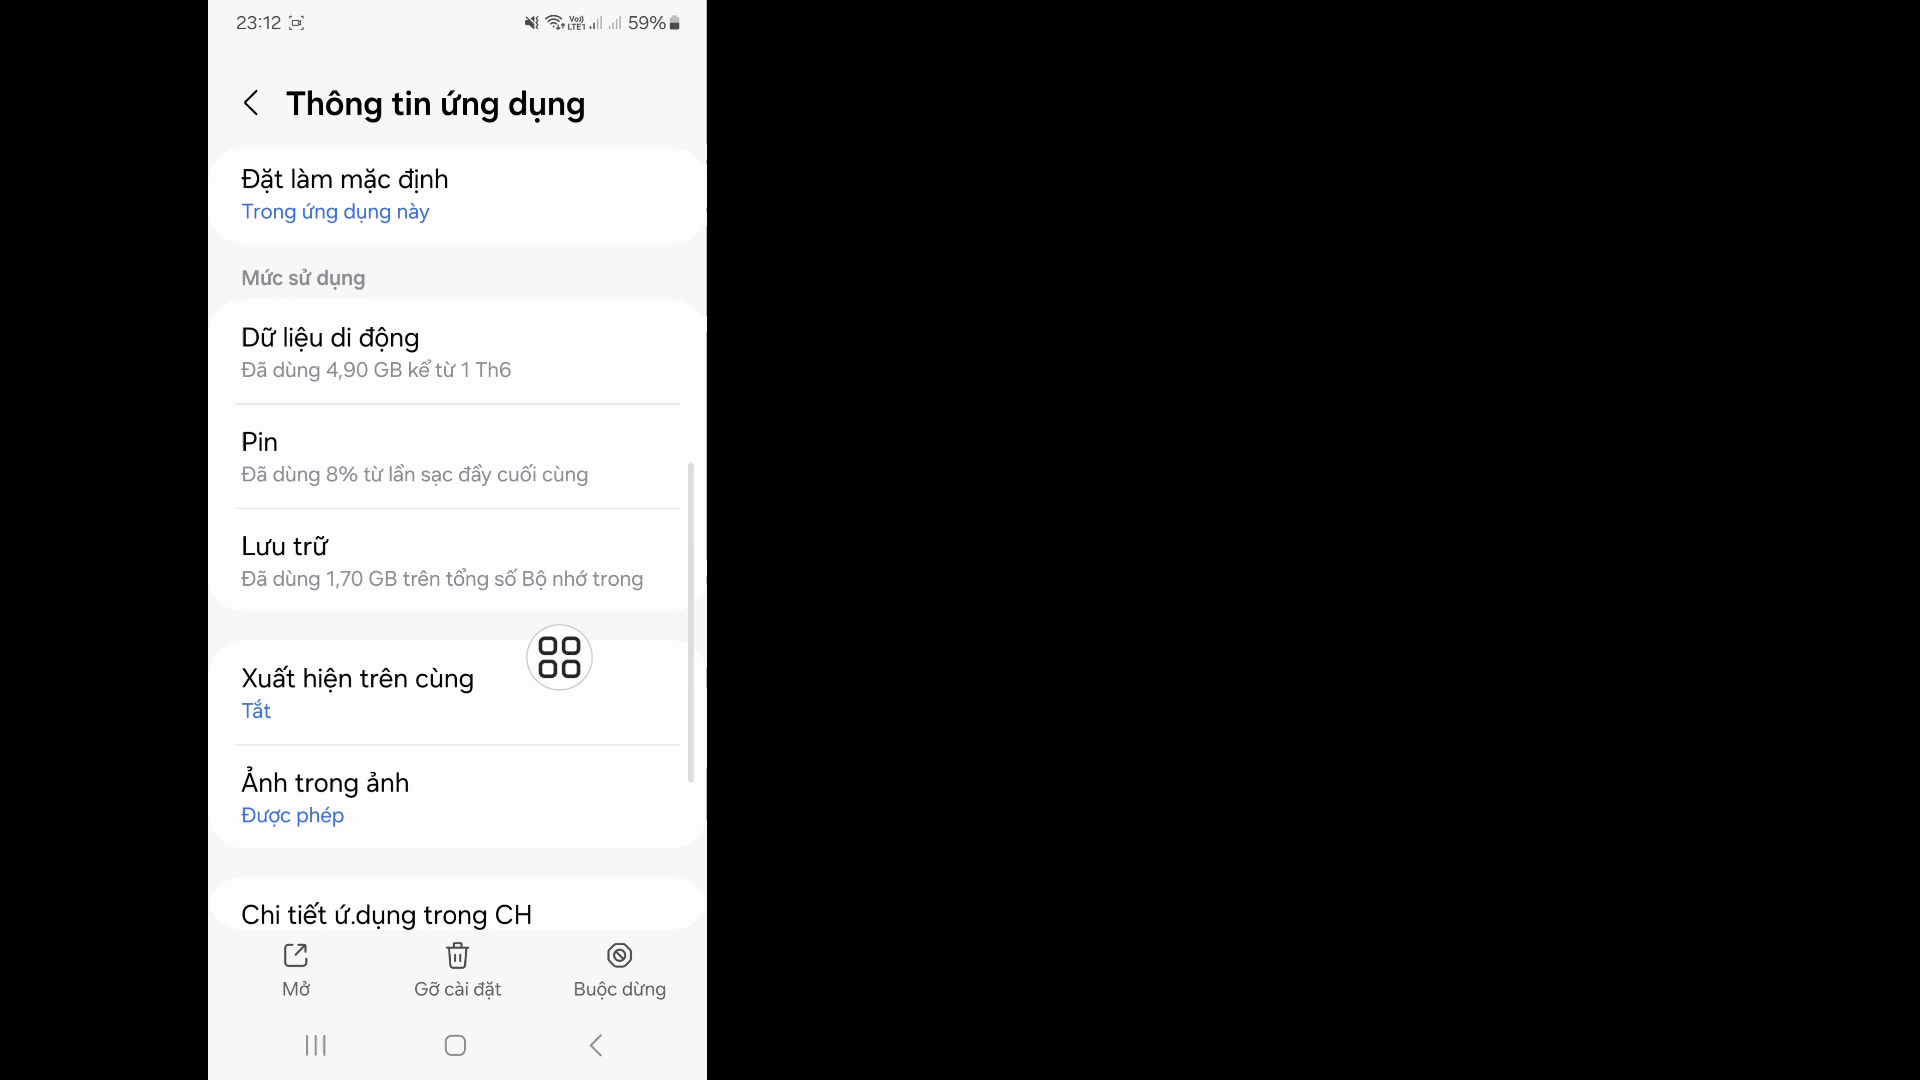 23:12 Vo) LTE1 59%
Thông tin ứng dụng
Đặt làm mặc định
Trong ứng dụng này
Mức sử dụng
Dữ liệu di động
Đã dùng 4,90 GB kể từ 1 Th6
Pin
Đã dùng 8% từ lần sạc đầy cuối cùng
Lưu trữ
Đã dùng 1,70 GB trên tổng số Bộ nhớ trong
Xuất hiện trên cùng
Tắt
Ảnh trong ảnh
Được phép
Chi tiết ứ.dụng trong CH
Mở Gỡ cài đặt Buộc dừng